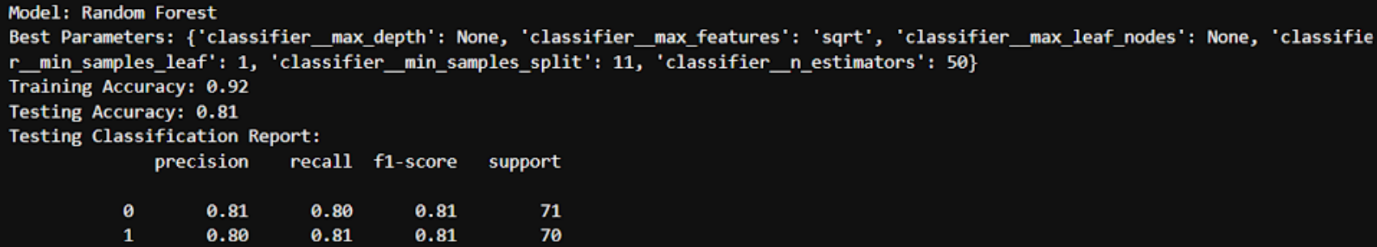 Model: Random Forest
Best Parameters: {'classifier__max_depth': None, 'classifier__max_features': 'sqrt', 'classifier__max_leaf_nodes': None, 'classifie
r__min_samples_leaf': 1, 'classifier__min_samples_split': 11, 'classifier__n_estimators': 50}
Training Accuracy: 0.92
Testing Accuracy: 0.81
Testing Classification Report:
precision recall f1-score support
0 0.81 0.80 0.81 71
1 0.80 0.81 0.81 70